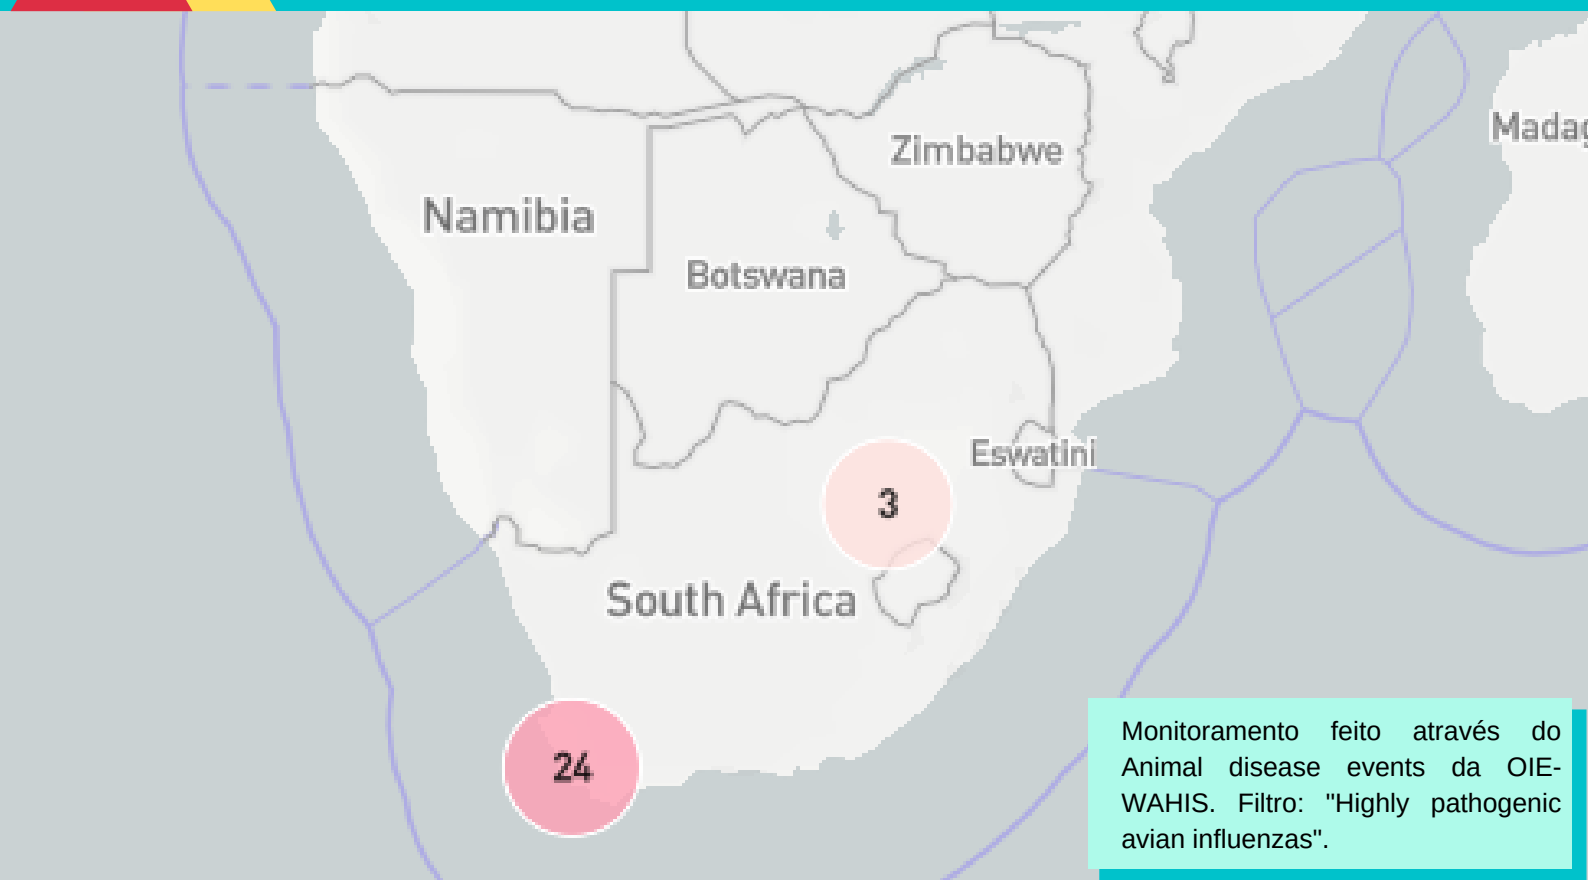 Madag
Zimbabwe
Namibia
Botswana
Eswatini
3
South Africa
24
Monitoramento feito através do
Animal disease events da OIE-
WAHIS. Filtro: "Highly pathogenic
avian influenzas".